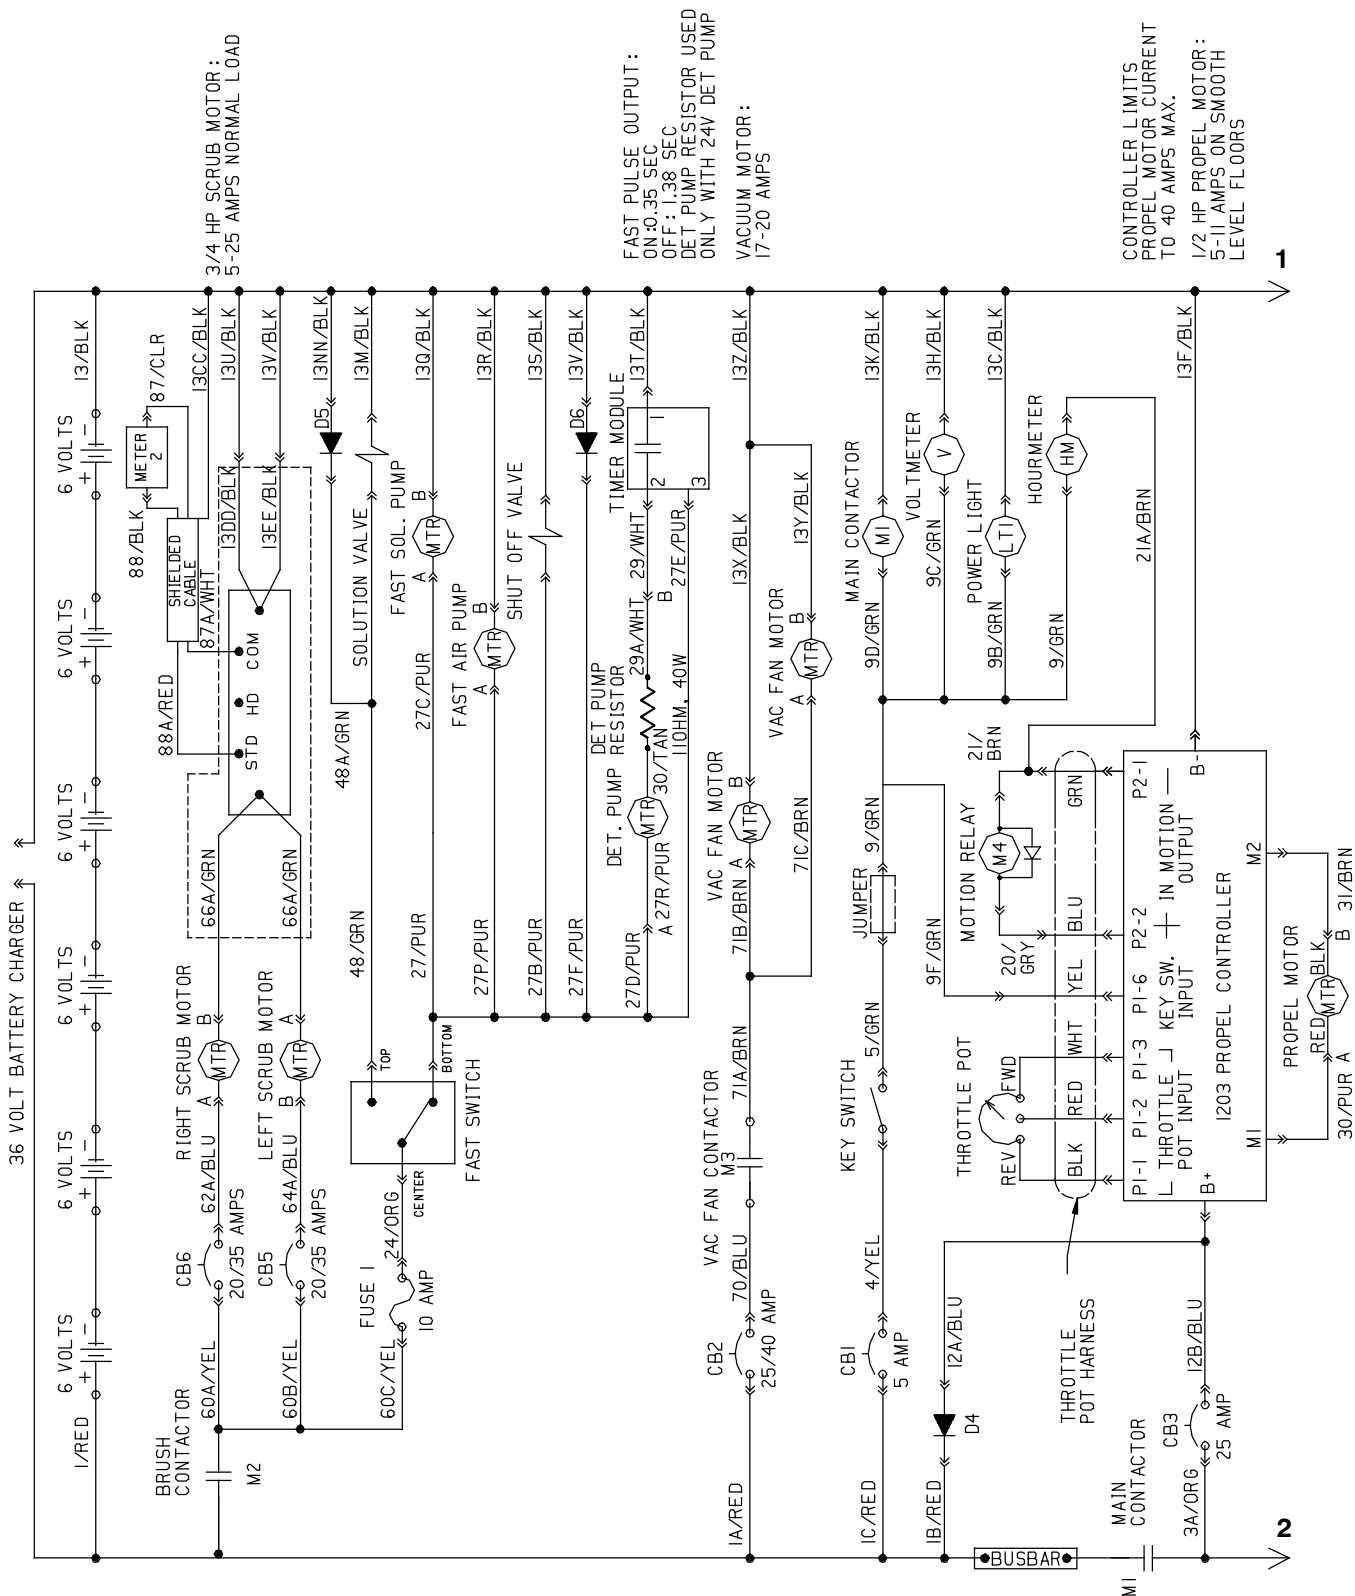 36 VOLT BATTERY CHARGER
1/RED
6 VOLTS
+ -
6 VOLTS
+ -
6 VOLTS
+ -
6 VOLTS
+ -
6 VOLTS
+ -
6 VOLTS
+ -
13/BLK
METER
2
87/CLR
88/BLK
SHIELDED
CABLE
87A/WHT
88A/RED
13CC/BLK
3/4 HP SCRUB MOTOR:
5-25 AMPS NORMAL LOAD
BRUSH
CONTACTOR
M2
60A/YEL
CB6
20/35 AMPS
62A/BLU
RIGHT SCRUB MOTOR
A MTR B
66A/GRN
STD HD COM
13DD/BLK
13U/BLK
60B/YEL
CB5
20/35 AMPS
64A/BLU
LEFT SCRUB MOTOR
B MTR A
66A/GRN
13EE/BLK
13V/BLK
D5
13NN/BLK
60C/YEL
FUSE 1
10 AMP
24/ORG
CENTER
FAST SWITCH
TOP
BOTTOM
48/GRN
48A/GRN
SOLUTION VALVE
13M/BLK
27/PUR
27C/PUR
FAST SOL. PUMP
A MTR B
13Q/BLK
27P/PUR
FAST AIR PUMP
A MTR B
13R/BLK
27B/PUR
SHUT OFF VALVE
13S/BLK
27F/PUR
D6
13V/BLK
27D/PUR
A 27R/PUR
DET. PUMP
MTR
30/TAN
DET PUMP
RESISTOR
110HM, 40W
29A/WHT
B
29/WHT
27E/PUR
TIMER MODULE
2 1
3
13T/BLK
FAST PULSE OUTPUT:
ON:0.35 SEC
OFF: 1.38 SEC
DET PUMP RESISTOR USED
ONLY WITH 24V DET PUMP
VACUUM MOTOR:
17-20 AMPS
1A/RED
CB2
25/40 AMP
70/BLU
VAC FAN CONTACTOR
M3
71A/BRN
71B/BRN
VAC FAN MOTOR
A MTR B
13X/BLK
13Z/BLK
71C/BRN
VAC FAN MOTOR
A MTR B
13Y/BLK
1C/RED
CB1
5 AMP
4/YEL
KEY SWITCH
5/GRN
JUMPER
9/GRN
9D/GRN
MAIN CONTACTOR
M1
13K/BLK
9F/GRN
9C/GRN
VOLTMETER
V
13H/BLK
9B/GRN
POWER LIGHT
LT1
13C/BLK
9/GRN
HOURMETER
HM
21A/BRN
1B/RED
D4
12A/BLU
BUSBAR
M1
MAIN
CONTACTOR
3A/ORG
CB3
25 AMP
12B/BLU
THROTTLE
POT HARNESS
THROTTLE POT
REV FWD
MOTION RELAY
M4
20/
GRY
21/
BRN
BLK RED WHT YEL BLU GRN
P1-1 P1-2 P1-3 P1-6 P2-2 P2-1
THROTTLE
POT INPUT
KEY SW.
INPUT
+ IN MOTION -
OUTPUT
B+
B-
1203 PROPEL CONTROLLER
M1
M2
PROPEL MOTOR
30/PUR A
RED
MTR
BLK
B 31/BRN
13F/BLK
CONTROLLER LIMITS
PROPEL MOTOR CURRENT
TO 40 AMPS MAX.
1/2 HP PROPEL MOTOR:
5-11 AMPS ON SMOOTH
LEVEL FLOORS
1
2